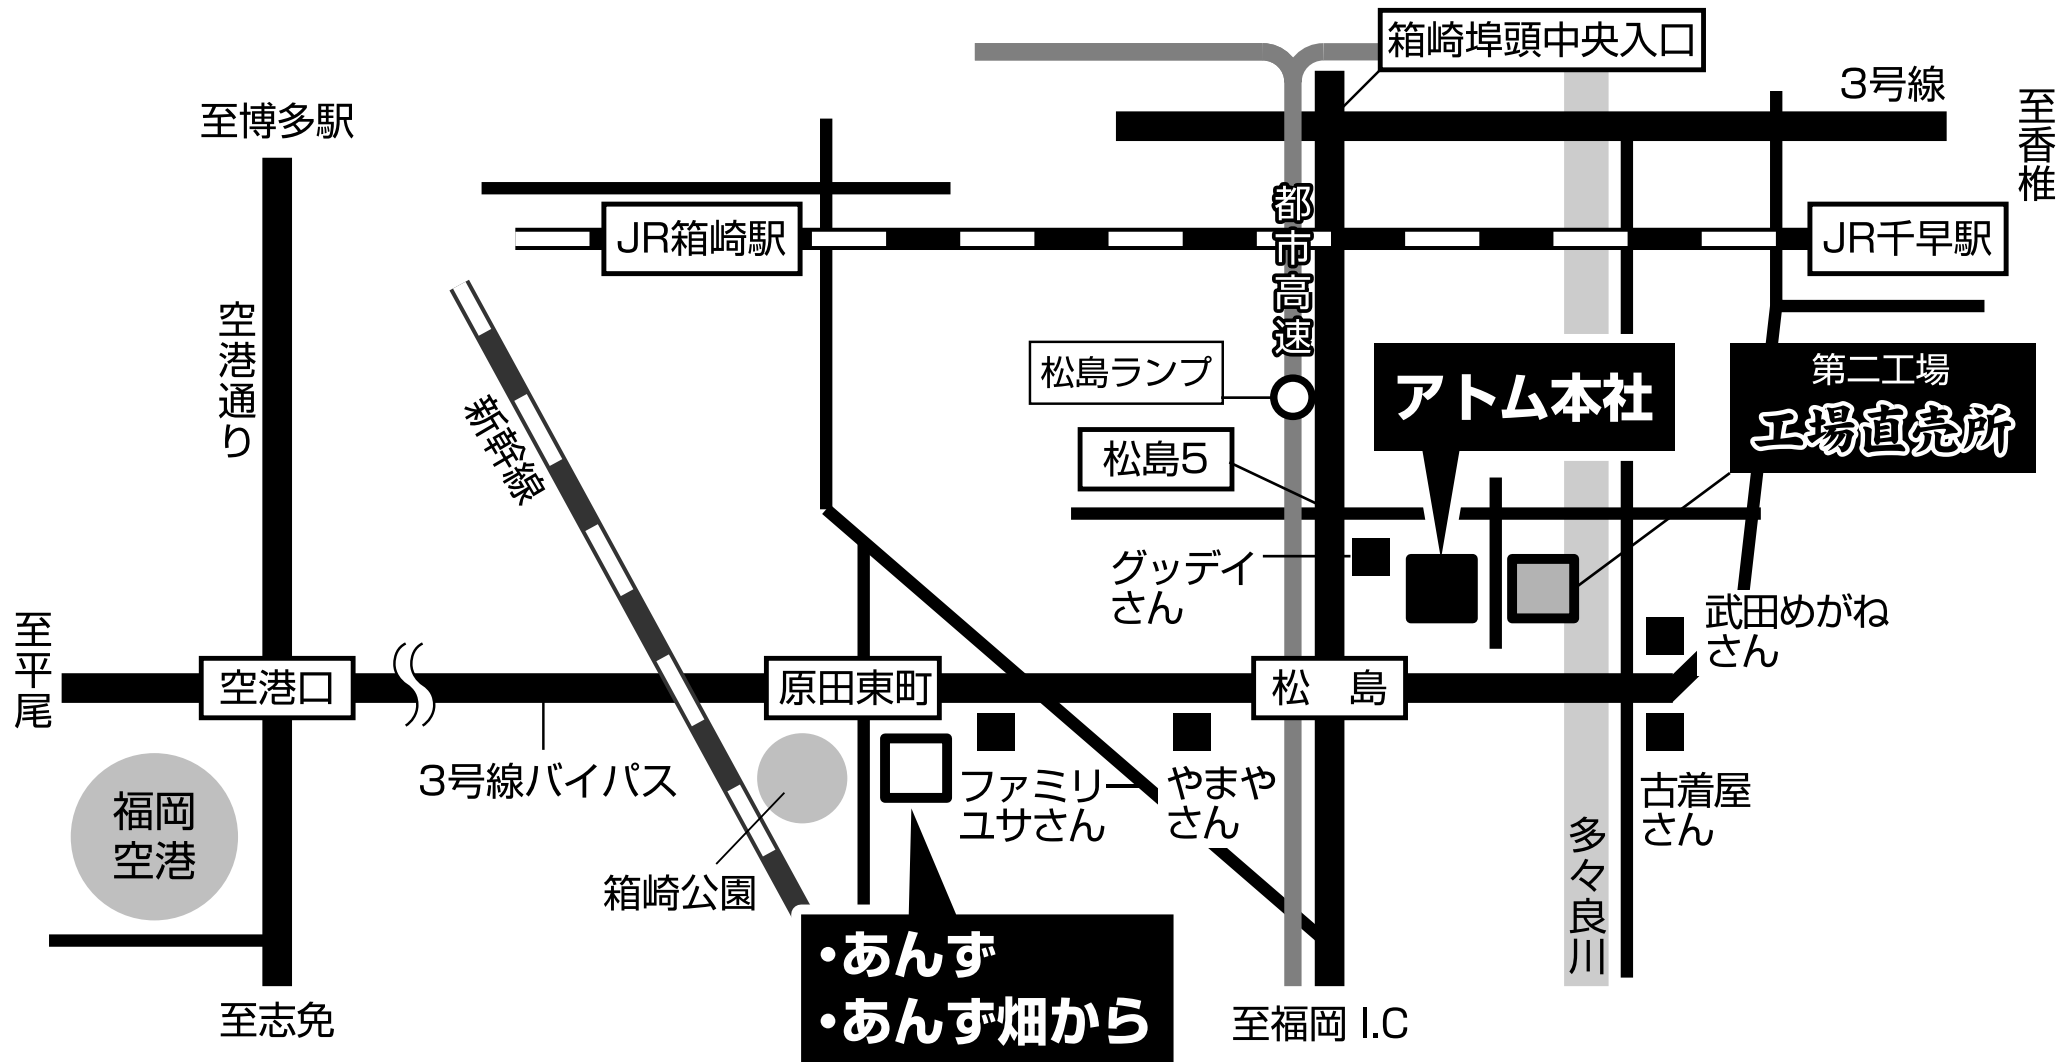 箱崎埠頭中央入口
3号線
至香椎
至博多駅
JR箱崎駅
都市高速
JR千早駅
空港通り
新幹線
松島ランプ
アトム本社
第二工場
工場直売所
松島5
グッデイ
さん
武田めがね
さん
至平尾
空港口
原田東町
松　島
3号線バイパス
ファミリー
ユサさん
やまや
さん
古着屋
さん
福岡
空港
箱崎公園
多々良川
・あんず
・あんず畑から
至志免
至福岡 I.C